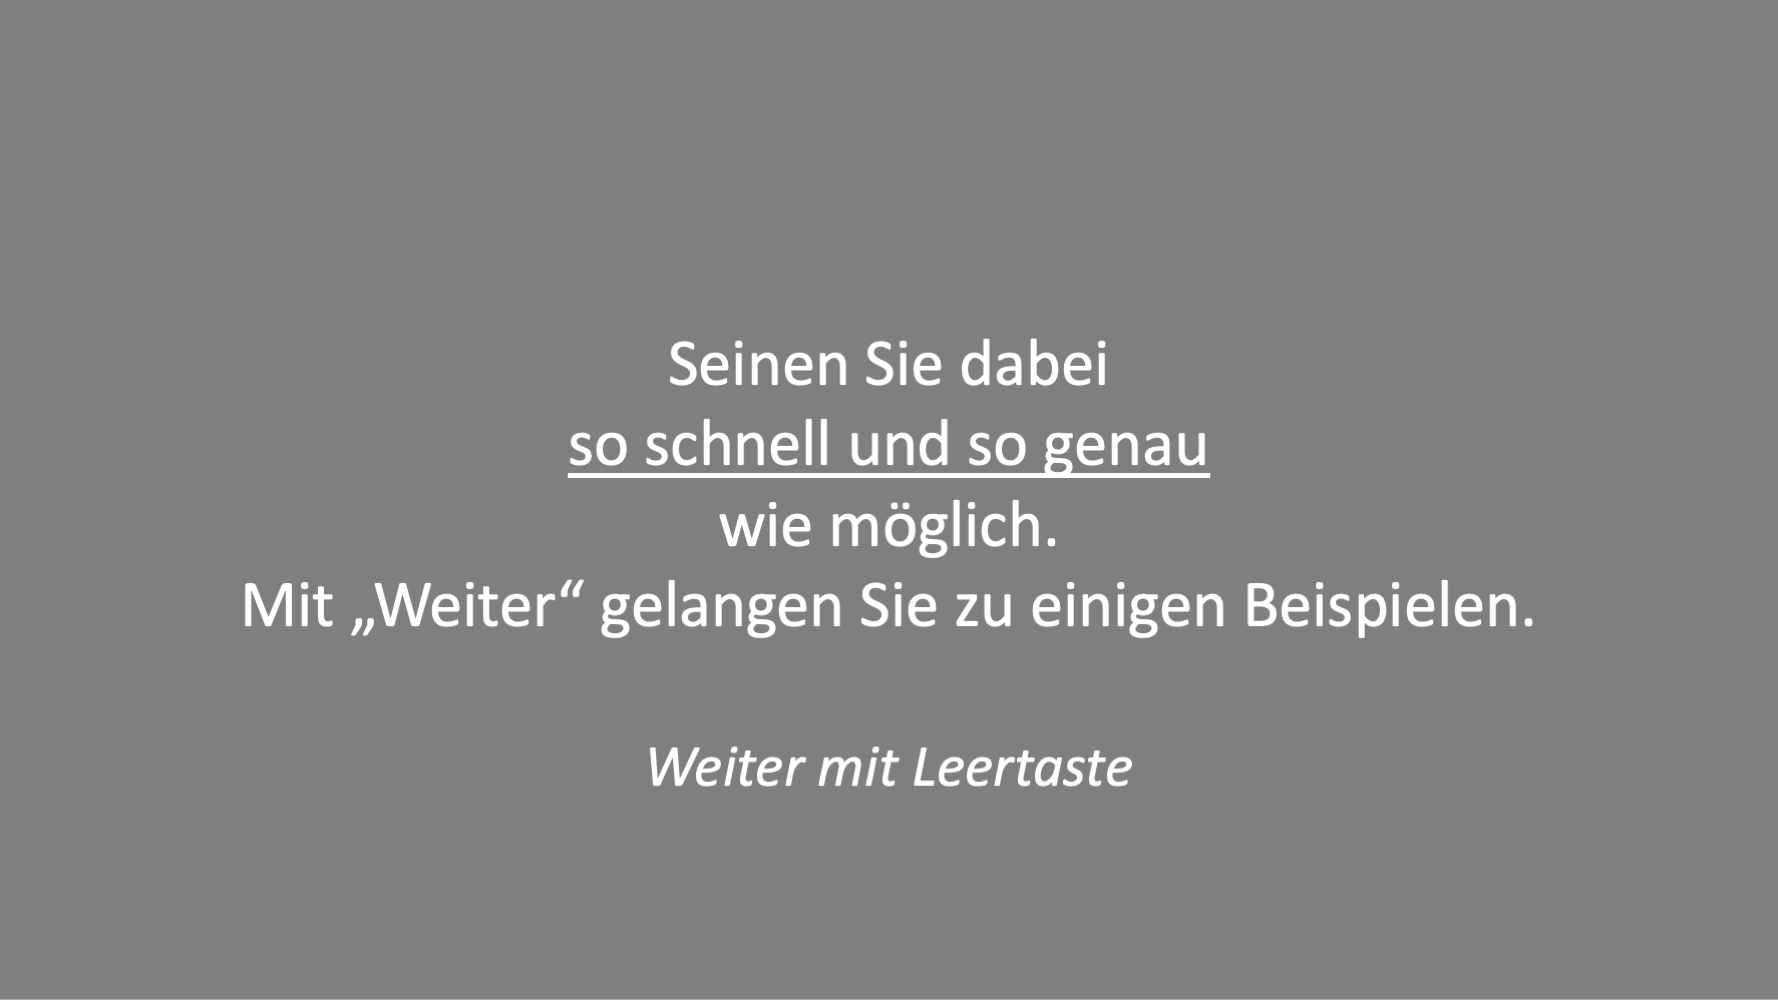 Seinen Sie dabei
so schnell und so genau
wie möglich.
Mit „Weiter“ gelangen Sie zu einigen Beispielen.
Weiter mit Leertaste